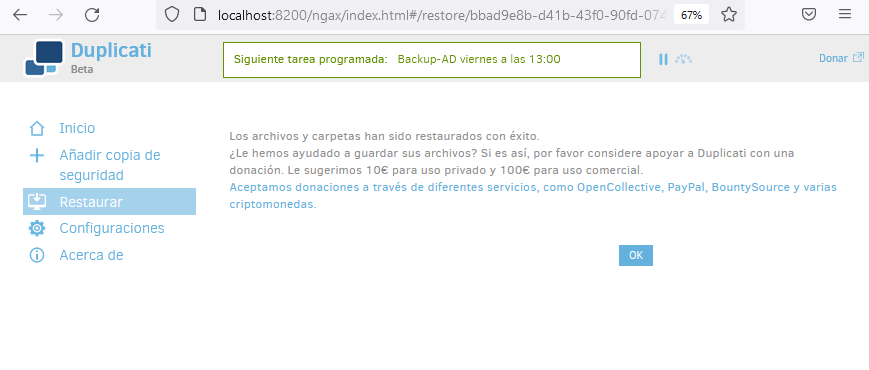 localhost:8200/ngax/index.html#/restore/bbad9e8b-d41b-43f0-90fd-074
67%
Duplicati
Beta
Siguiente tarea programada: Backup-AD viernes a las 13:00
Donar
Inicio
Añadir copia de
seguridad
Restaurar
Configuraciones
Acerca de
Los archivos y carpetas han sido restaurados con éxito.
¿Le hemos ayudado a guardar sus archivos? Si es así, por favor considere apoyar a Duplicati con una
donación. Le sugerimos 10€ para uso privado y 100€ para uso comercial.
Aceptamos donaciones a través de diferentes servicios, como OpenCollective, PayPal, BountySource y varias
criptomonedas.
OK